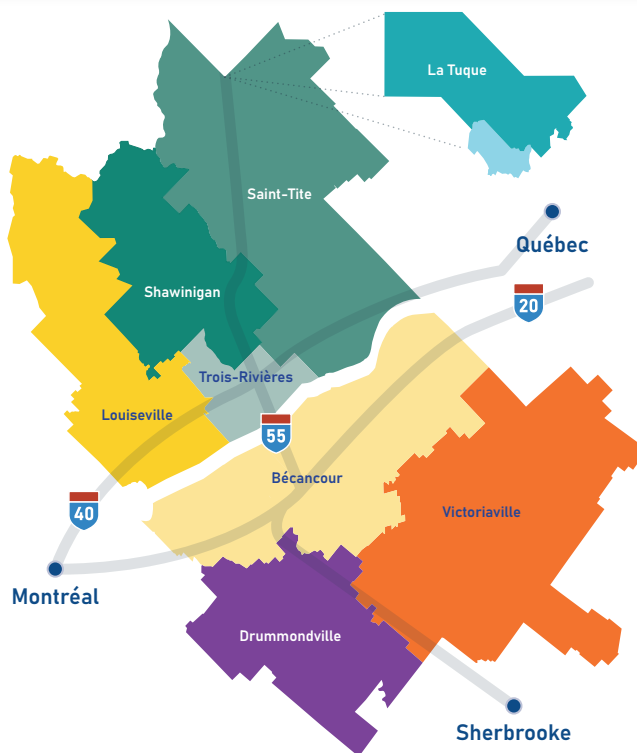 La Tuque
Saint-Tite
Québec
Shawinigan
20
Trois-Rivières
Louiseville
55
Bécancour
40
Victoriaville
Montréal
Drummondville
Sherbrooke